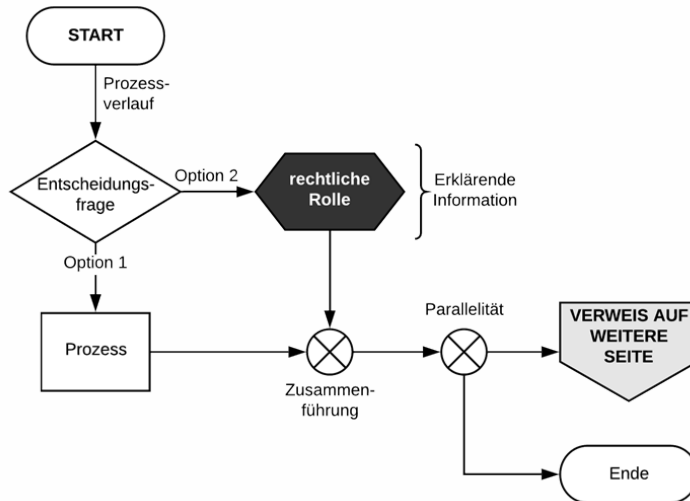 START
Prozess-
verlauf
Entscheidungs-
frage
Option 2
rechtliche
Rolle
Erklärende
Information
Option 1
Prozess
Zusammen-
führung
Parallelität
VERWEIS AUF
WEITERE
SEITE
Ende